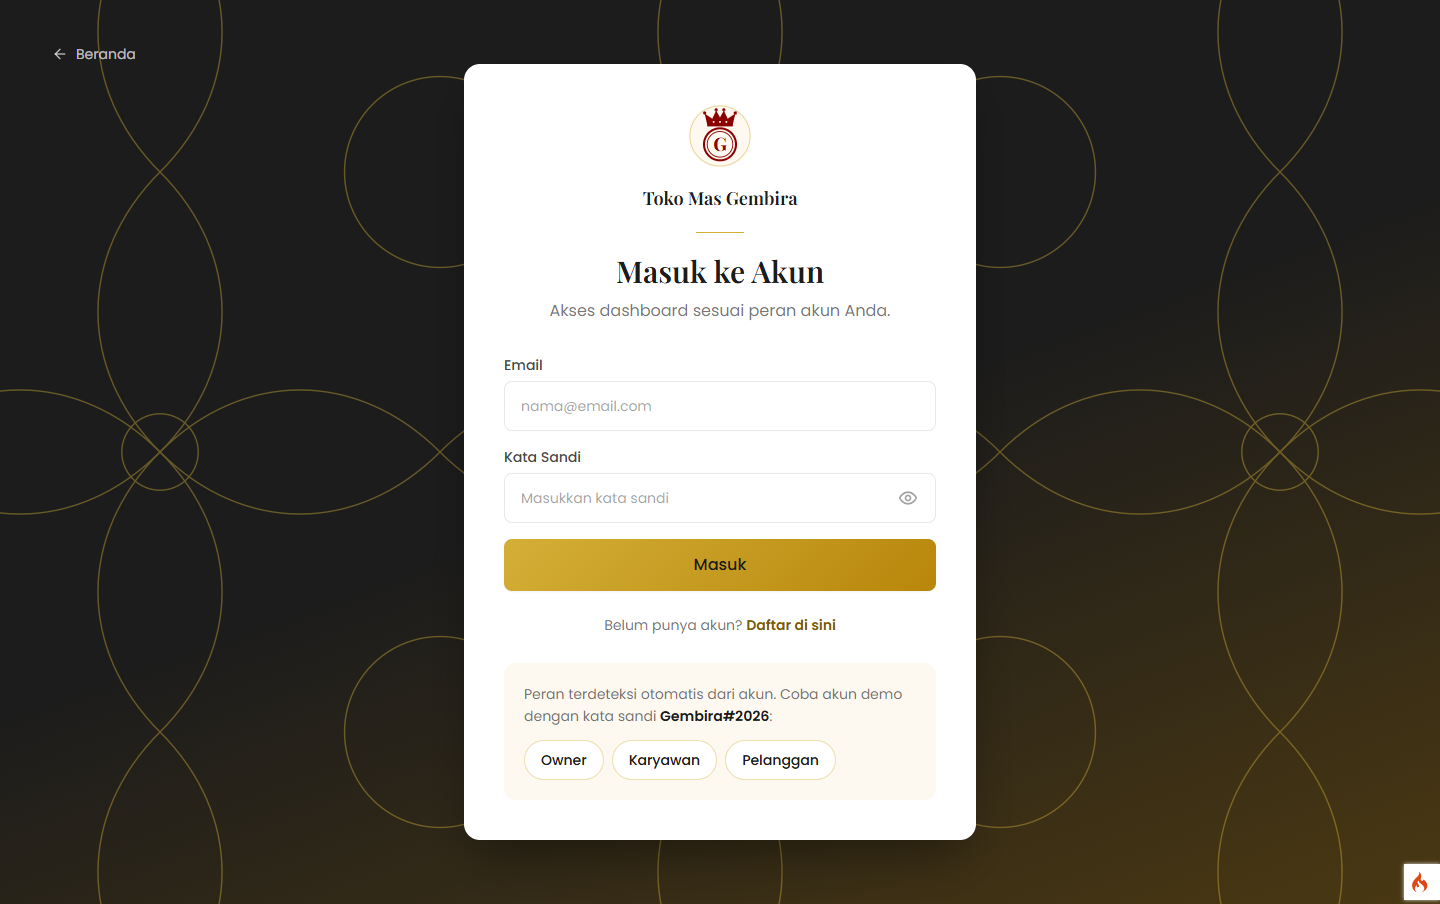 Beranda
G
Toko Mas Gembira
Masuk ke Akun
Akses dashboard sesuai peran akun Anda.
Email
nama@email.com
Kata Sandi
Masukkan kata sandi
Masuk
Belum punya akun? Daftar di sini
Peran terdeteksi otomatis dari akun. Coba akun demo
dengan kata sandi Gembira#2026:
Owner
Karyawan
Pelanggan